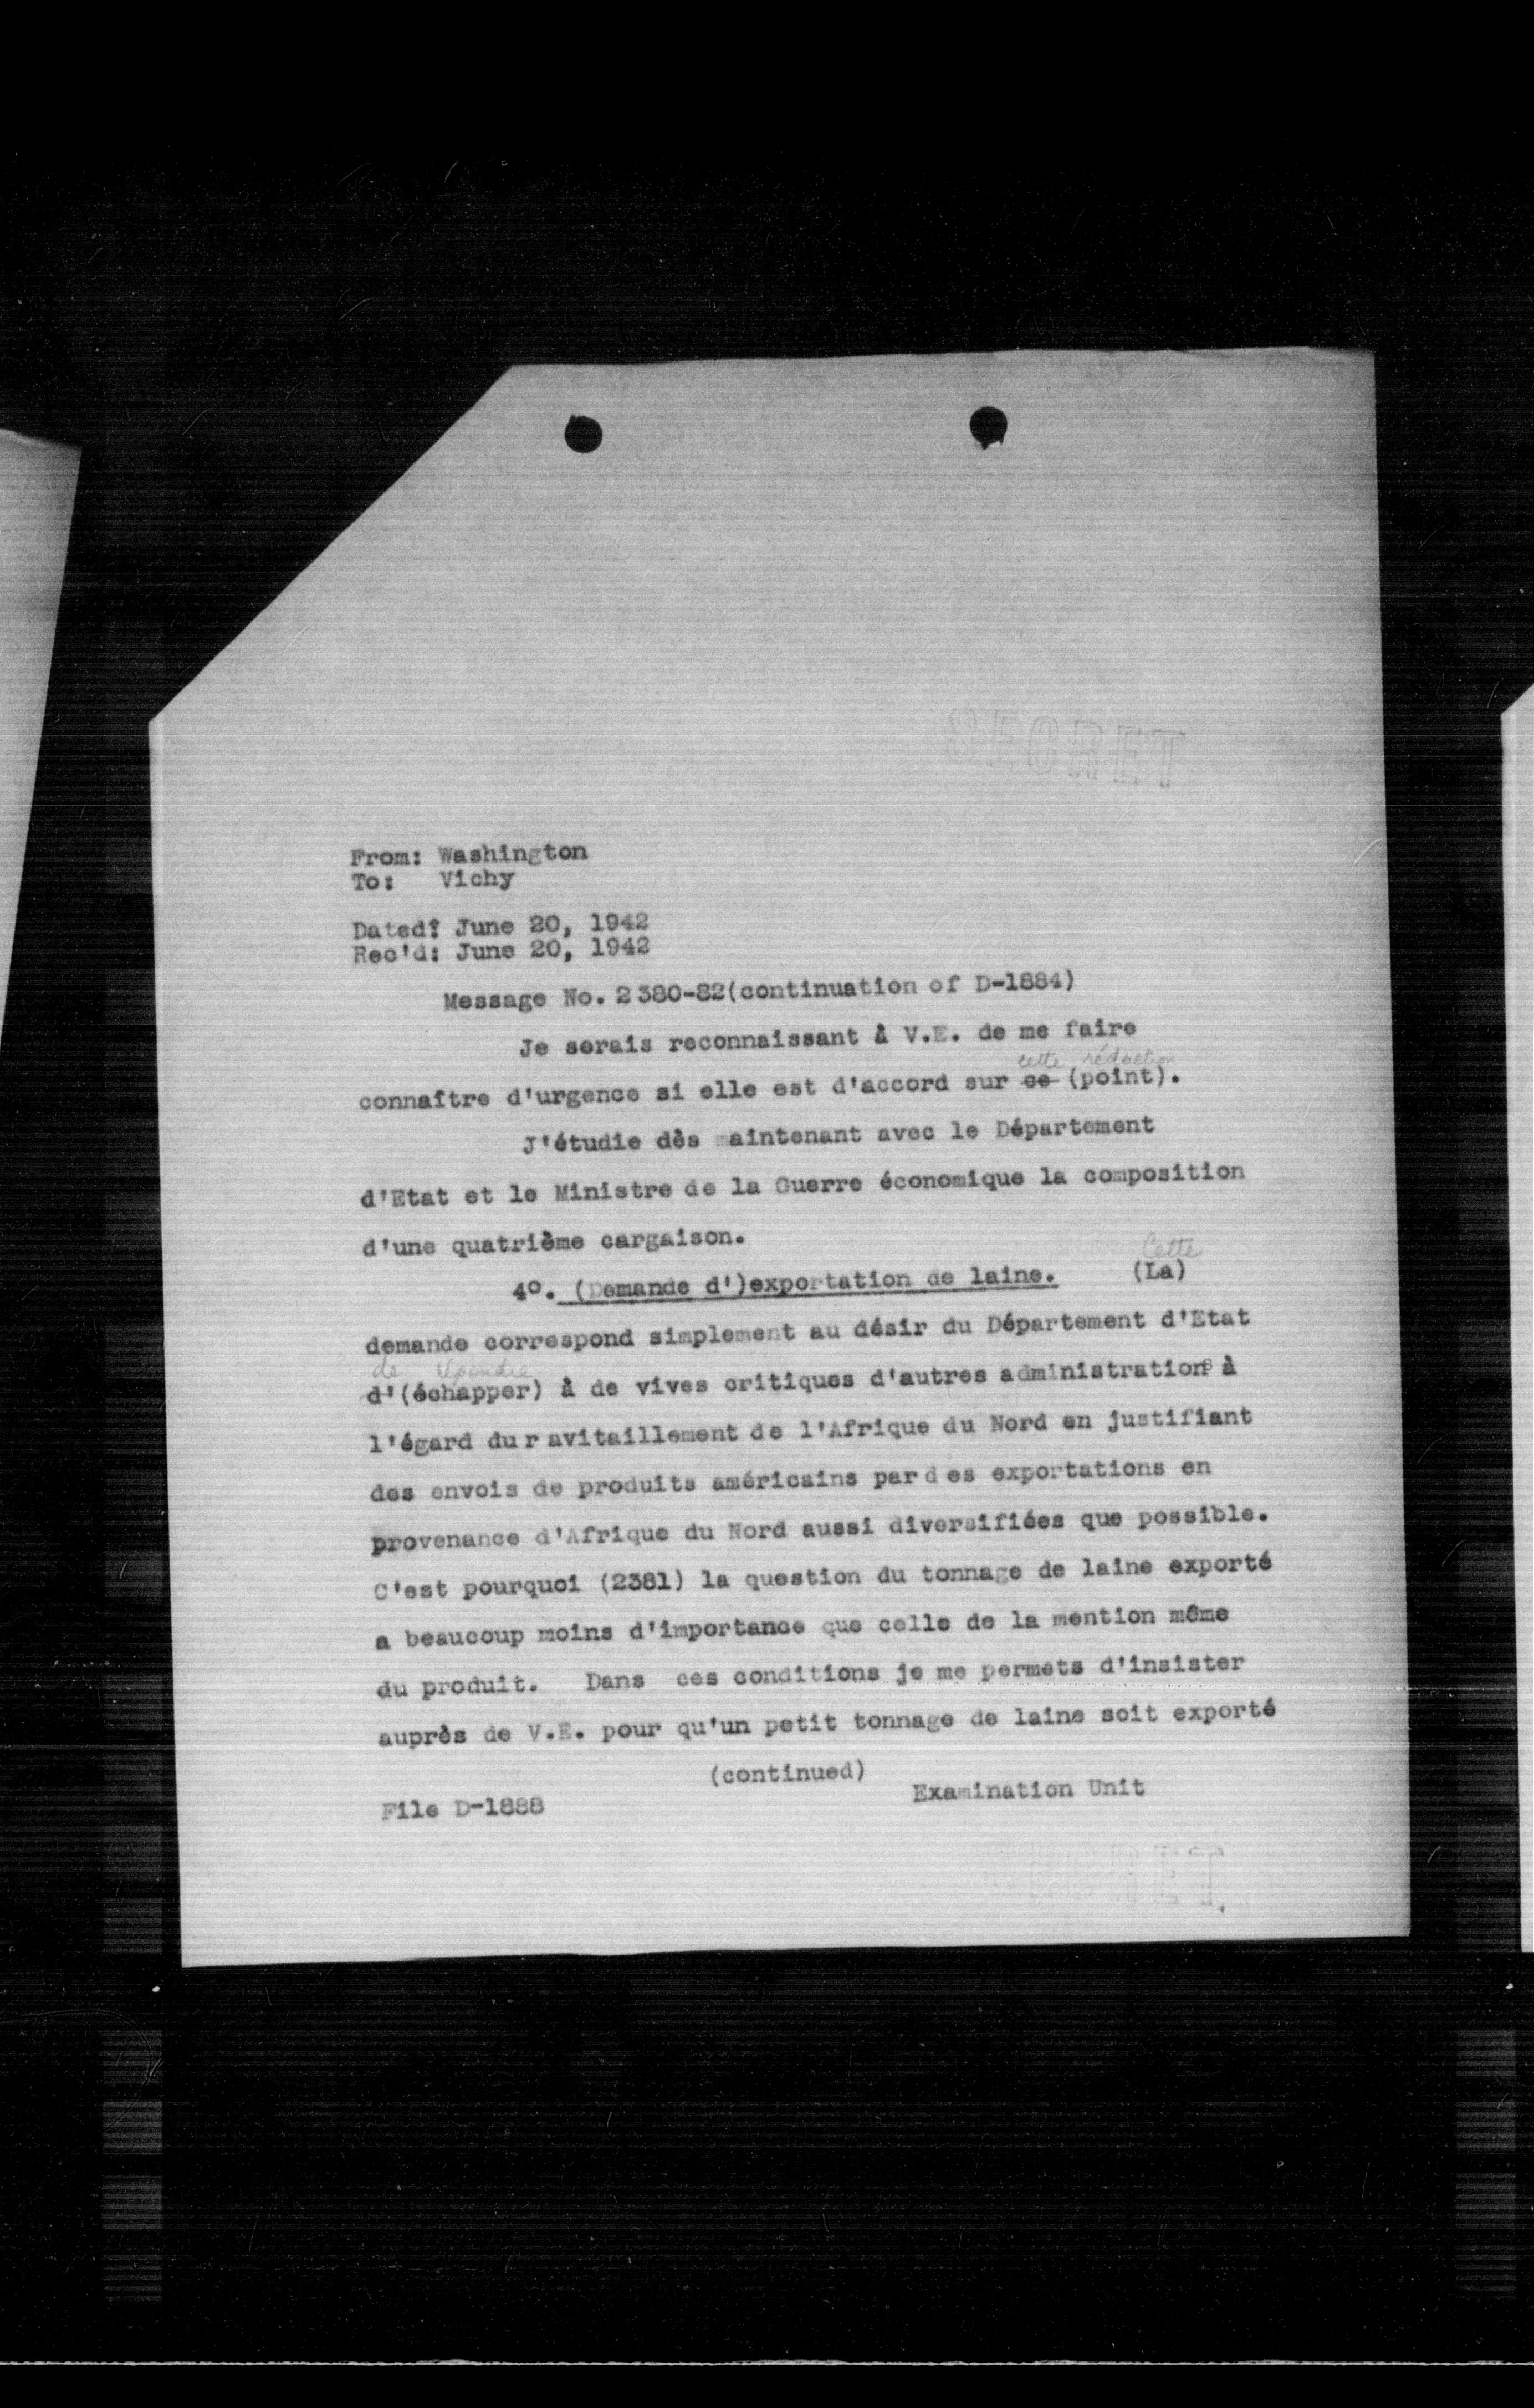 SECRET
From: Washington
To: Vichy
Dated: June 20, 1942
Rec'd: June 20, 1942
Message No. 2380-82(continuation of D-1884)
Je serais reconnaissant à V.E. de me faire
cette réduction
connaître d'urgence si elle est d'accord sur ce (point).
J'étudie dès maintenant avec le Département
d'Etat et le Ministre de la Guerre économique la composition
d'une quatrième cargaison.
Cette
4o. (Demande d')exportation de laine. (La)
demande correspond simplement au désir du Département d'Etat
de répondre
d'(échapper) à de vives critiques d'autres administrations à
l'égard du ravitaillement de l'Afrique du Nord en justifiant
des envois de produits américains par des exportations en
provenance d'Afrique du Nord aussi diversifiées que possible.
C'est pourquoi (2381) la question du tonnage de laine exporté
a beaucoup moins d'importance que celle de la mention même
du produit. Dans ces conditions je me permets d'insister
auprès de V.E. pour qu'un petit tonnage de laine soit exporté
(continued)
Examination Unit
File D-1888
SECRET